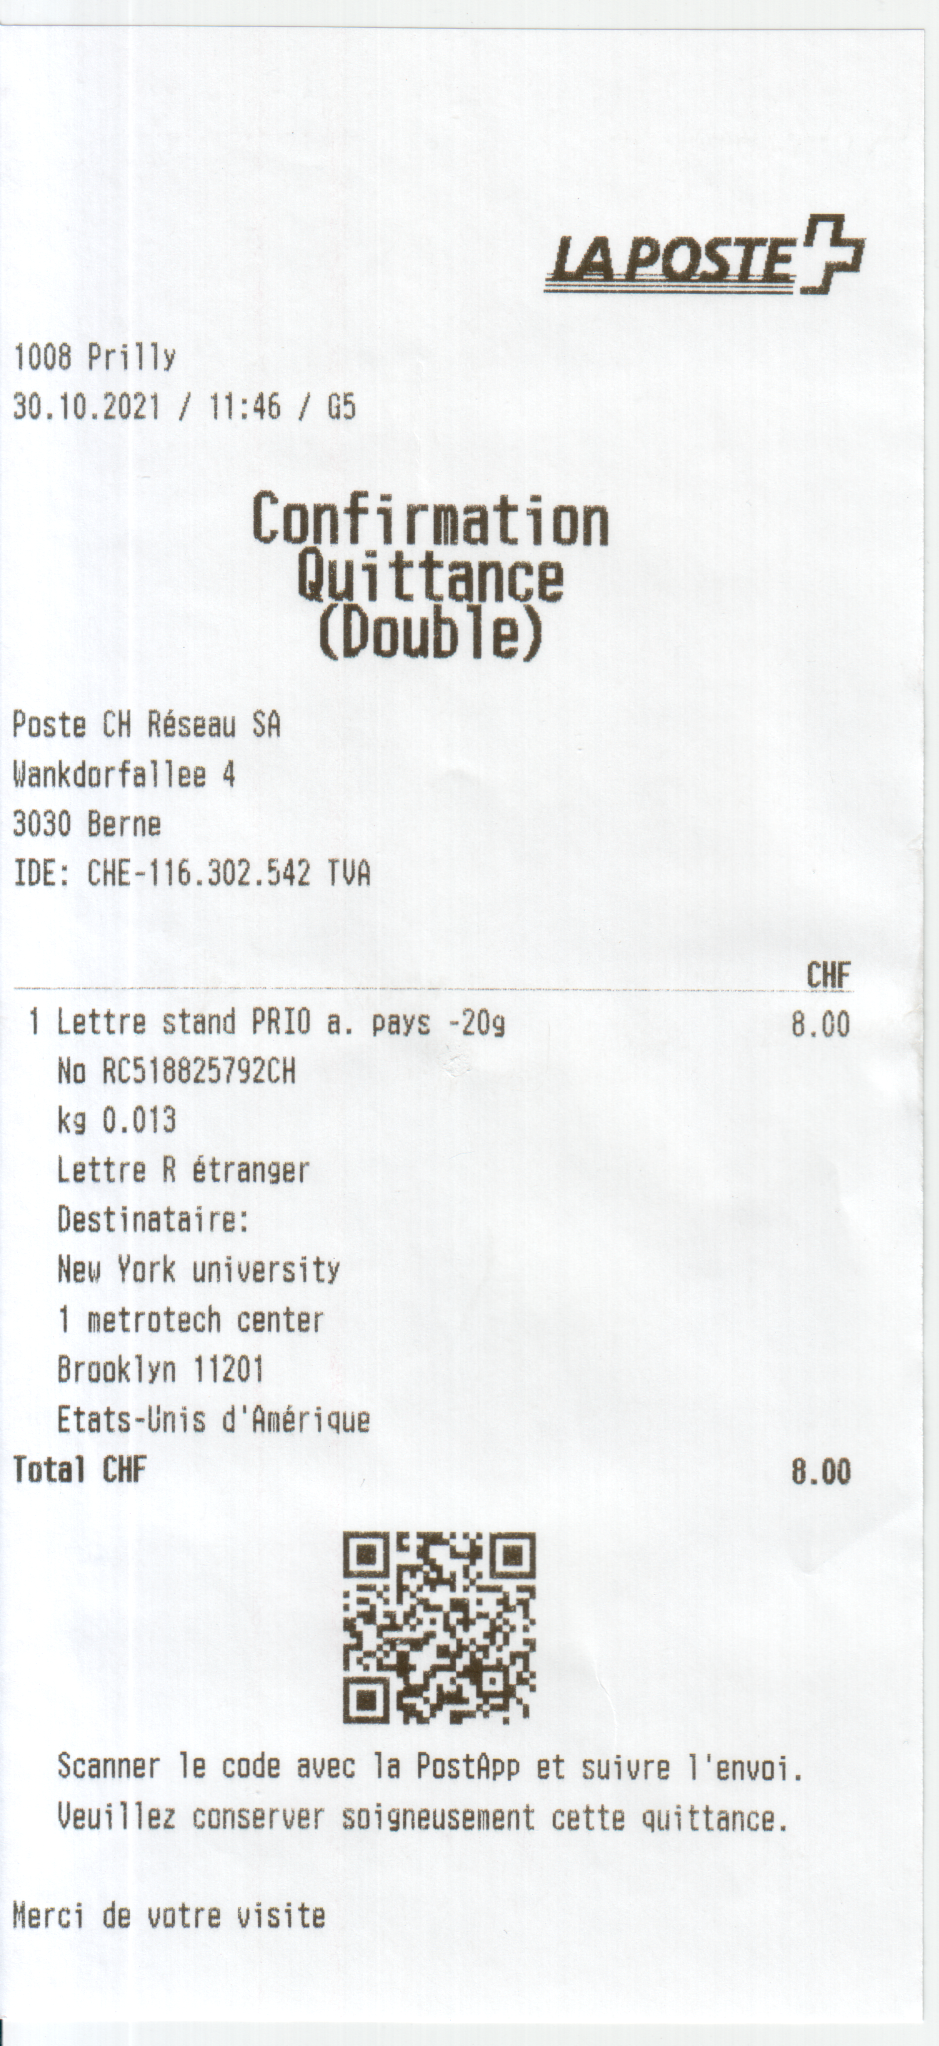 LA POSTE
1008 Prilly
30.10.2021 / 11:46 / G5
Confirmation
Quittance
(Double)
Poste CH Réseau SA
Wankdorfallee 4
3030 Berne
IDE: CHE-116.302.542 TVA
CHF
1 Lettre stand PRIO a. pays -20g 8.00
No RC518825792CH
kg 0.013
Lettre R étranger
Destinataire:
New York university
1 metrotech center
Brooklyn 11201
Etats-Unis d'Amérique
Total CHF 8.00
Scanner le code avec la PostApp et suivre l'envoi.
Veuillez conserver soigneusement cette quittance.
Merci de votre visite